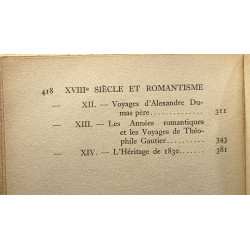 418 XVIIIe SIÈCLE ET ROMANTISME
— XII. — Voyages d'Alexandre Du-
mas père.............. 311
— XIII. — Les Années romantiques
et les Voyages de Théo-
phile Gautier.......... 343
— XIV. — L'Héritage de 1830....... 381